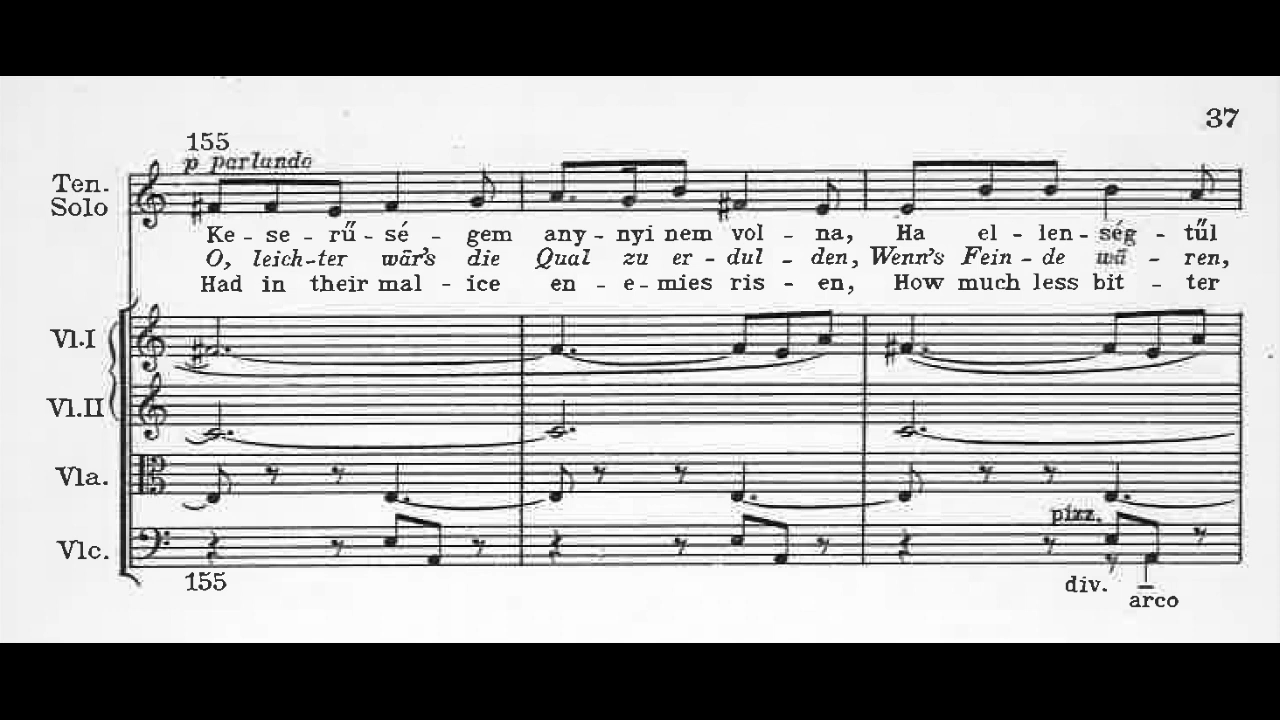 37
155
p parlando
Ten.
Solo
Ke - se - rű - sé - gem any - nyi nem vol - na, Ha el - len - ség - tűl
O, leich-ter wär's die Qual zu er - dul - den, Wenn's Fein - de wä - ren,
Had in their mal - ice en - e - mies ris - en, How much less bit - ter
Vl.I
Vl.II
Vla.
pizz.
Vlc.
155
div.
arco